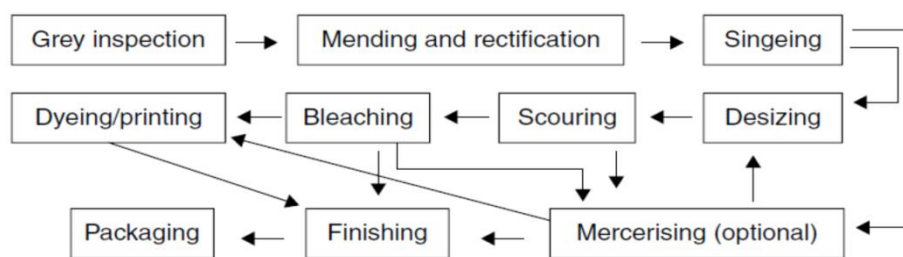 Grey inspection
Mending and rectification
Singeing
Dyeing/printing
Bleaching
Scouring
Desizing
Packaging
Finishing
Mercerising (optional)